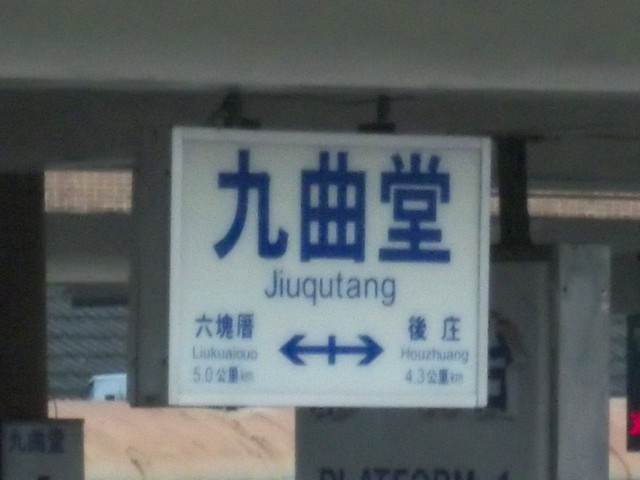 九曲堂
Jiuqutang
六塊厝 後庄
Liukuaicuo Houzhuang
5.0公里km 4.3公里km
九曲堂
PLATFORM